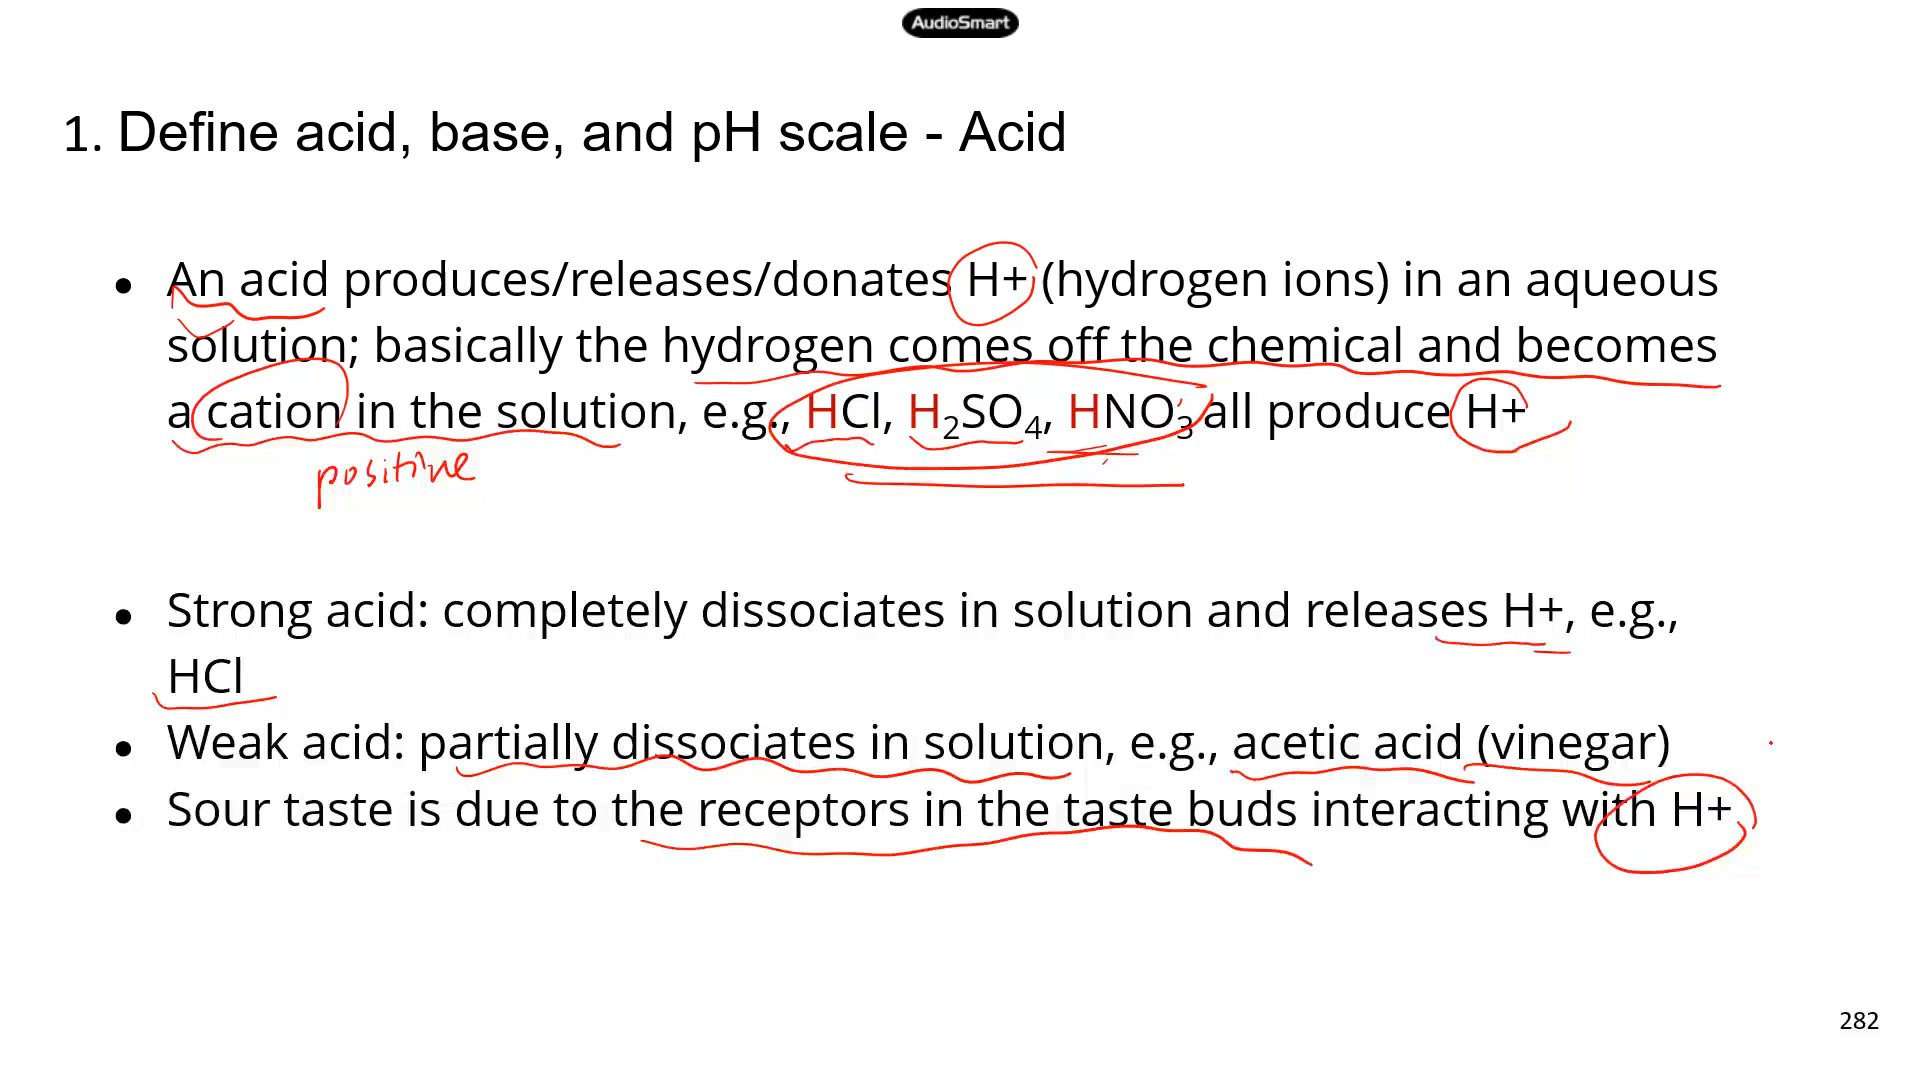 AudioSmart
1. Define acid, base, and pH scale - Acid
● An acid produces/releases/donates H+ (hydrogen ions) in an aqueous
solution; basically the hydrogen comes off the chemical and becomes
a cation in the solution, e.g., HCl, H₂SO₄, HNO₃ all produce H+
positive
● Strong acid: completely dissociates in solution and releases H+, e.g.,
HCl
● Weak acid: partially dissociates in solution, e.g., acetic acid (vinegar)
● Sour taste is due to the receptors in the taste buds interacting with H+
282